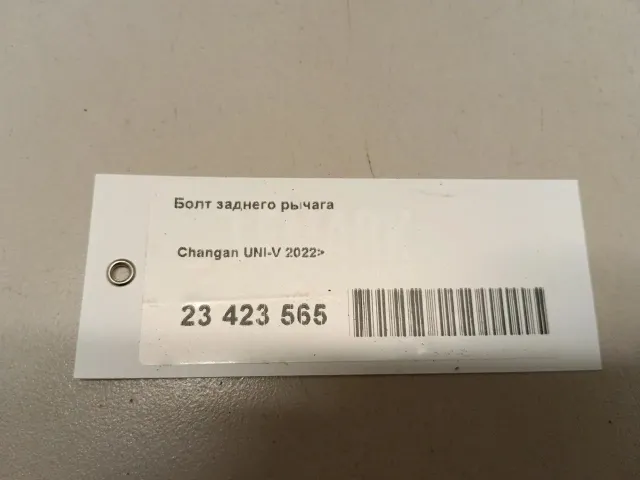 Болт заднего рычага
Changan UNI-V 2022>
23 423 565